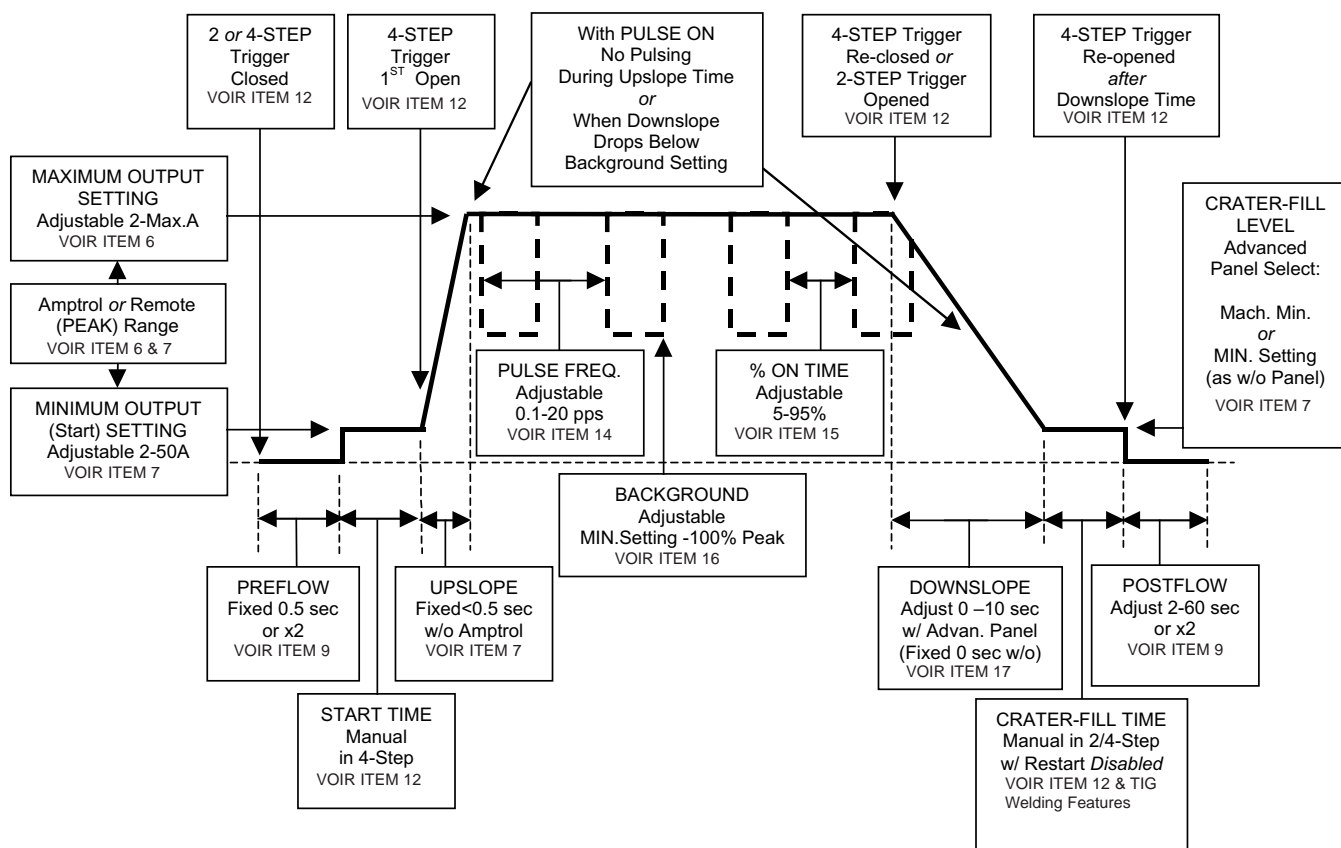 2 or 4-STEP
Trigger
Closed
VOIR ITEM 12
4-STEP
Trigger
1ST Open
VOIR ITEM 12
With PULSE ON
No Pulsing
During Upslope Time
or
When Downslope
Drops Below
Background Setting
4-STEP Trigger
Re-closed or
2-STEP Trigger
Opened
VOIR ITEM 12
4-STEP Trigger
Re-opened
after
Downslope Time
VOIR ITEM 12
MAXIMUM OUTPUT
SETTING
Adjustable 2-Max.A
VOIR ITEM 6
Amptrol or Remote
(PEAK) Range
VOIR ITEM 6 & 7
MINIMUM OUTPUT
(Start) SETTING
Adjustable 2-50A
VOIR ITEM 7
CRATER-FILL
LEVEL
Advanced
Panel Select:
Mach. Min.
or
MIN. Setting
(as w/o Panel)
VOIR ITEM 7
PULSE FREQ.
Adjustable
0.1-20 pps
VOIR ITEM 14
% ON TIME
Adjustable
5-95%
VOIR ITEM 15
BACKGROUND
Adjustable
MIN.Setting -100% Peak
VOIR ITEM 16
PREFLOW
Fixed 0.5 sec
or x2
VOIR ITEM 9
UPSLOPE
Fixed<0.5 sec
w/o Amptrol
VOIR ITEM 7
DOWNSLOPE
Adjust 0 –10 sec
w/ Advan. Panel
(Fixed 0 sec w/o)
VOIR ITEM 17
POSTFLOW
Adjust 2-60 sec
or x2
VOIR ITEM 9
START TIME
Manual
in 4-Step
VOIR ITEM 12
CRATER-FILL TIME
Manual in 2/4-Step
w/ Restart Disabled
VOIR ITEM 12 & TIG
Welding Features